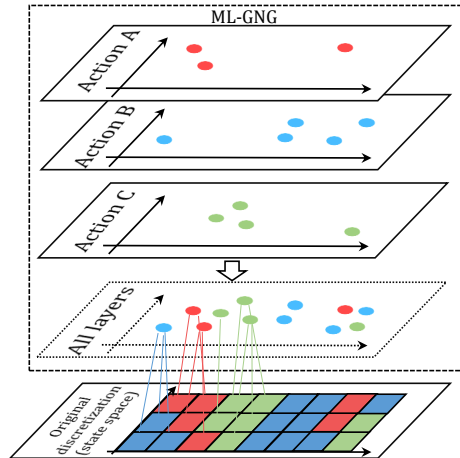 ML-GNG
Action A
Action B
Action C
All layers
Original
discretization
(state space)